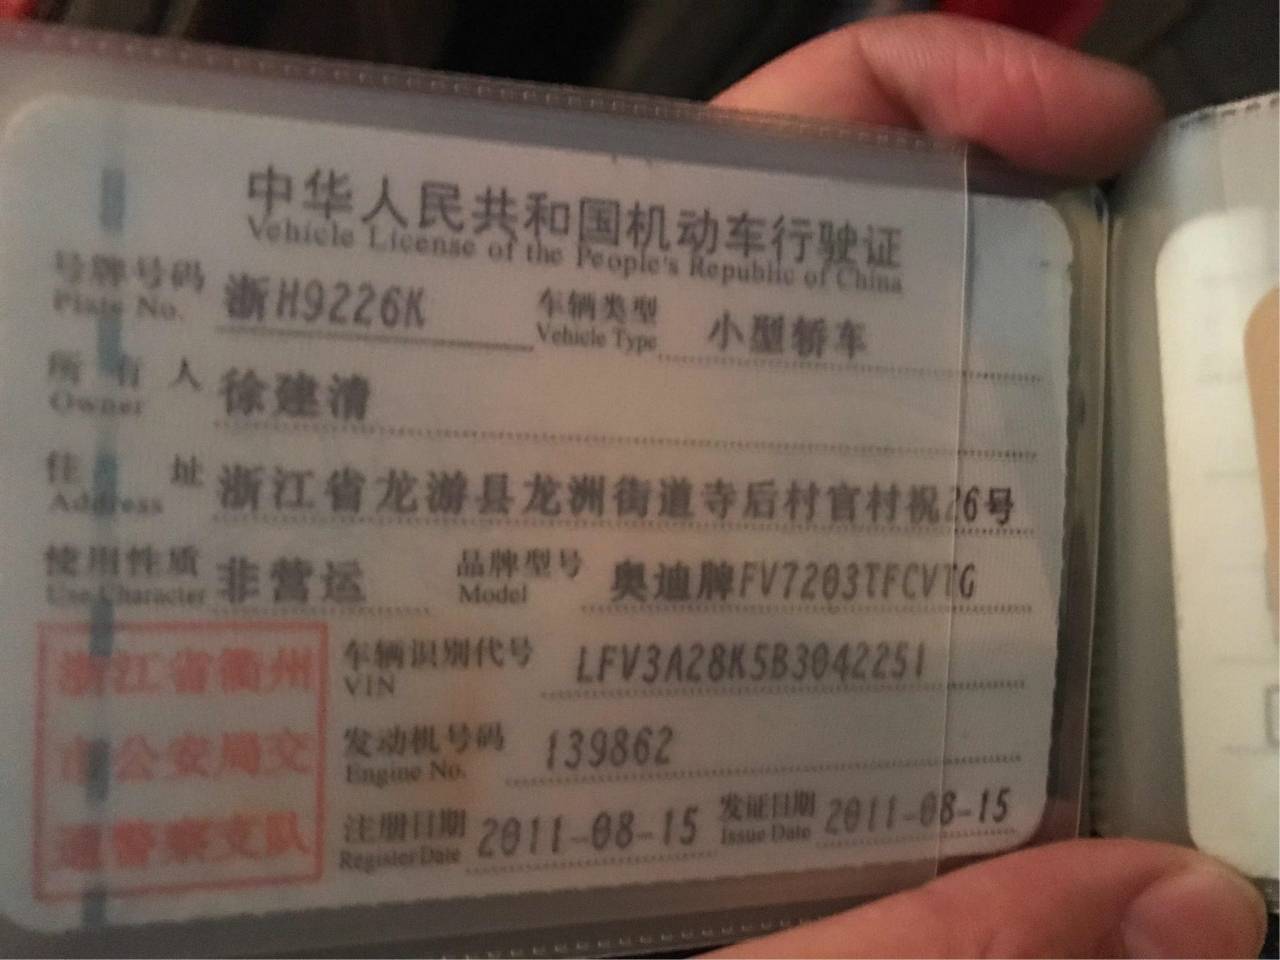 中华人民共和国机动车行驶证
Vehicle License of the People's Republic of China
号牌号码 浙H9226K 车辆类型 小型轿车
Plate No. Vehicle Type
所有人 徐建清
Owner
住址 浙江省龙游县龙洲街道寺后村官村祝26号
Address
使用性质 非营运 品牌型号 奥迪牌FV7203TFCVTG
Use Character Model
浙江省衢州
市公安局交
通警察支队
车辆识别代号 LFV3A28K5B3042251
VIN
发动机号码 139862
Engine No.
注册日期 2011-08-15 发证日期 2011-08-15
Register Date Issue Date